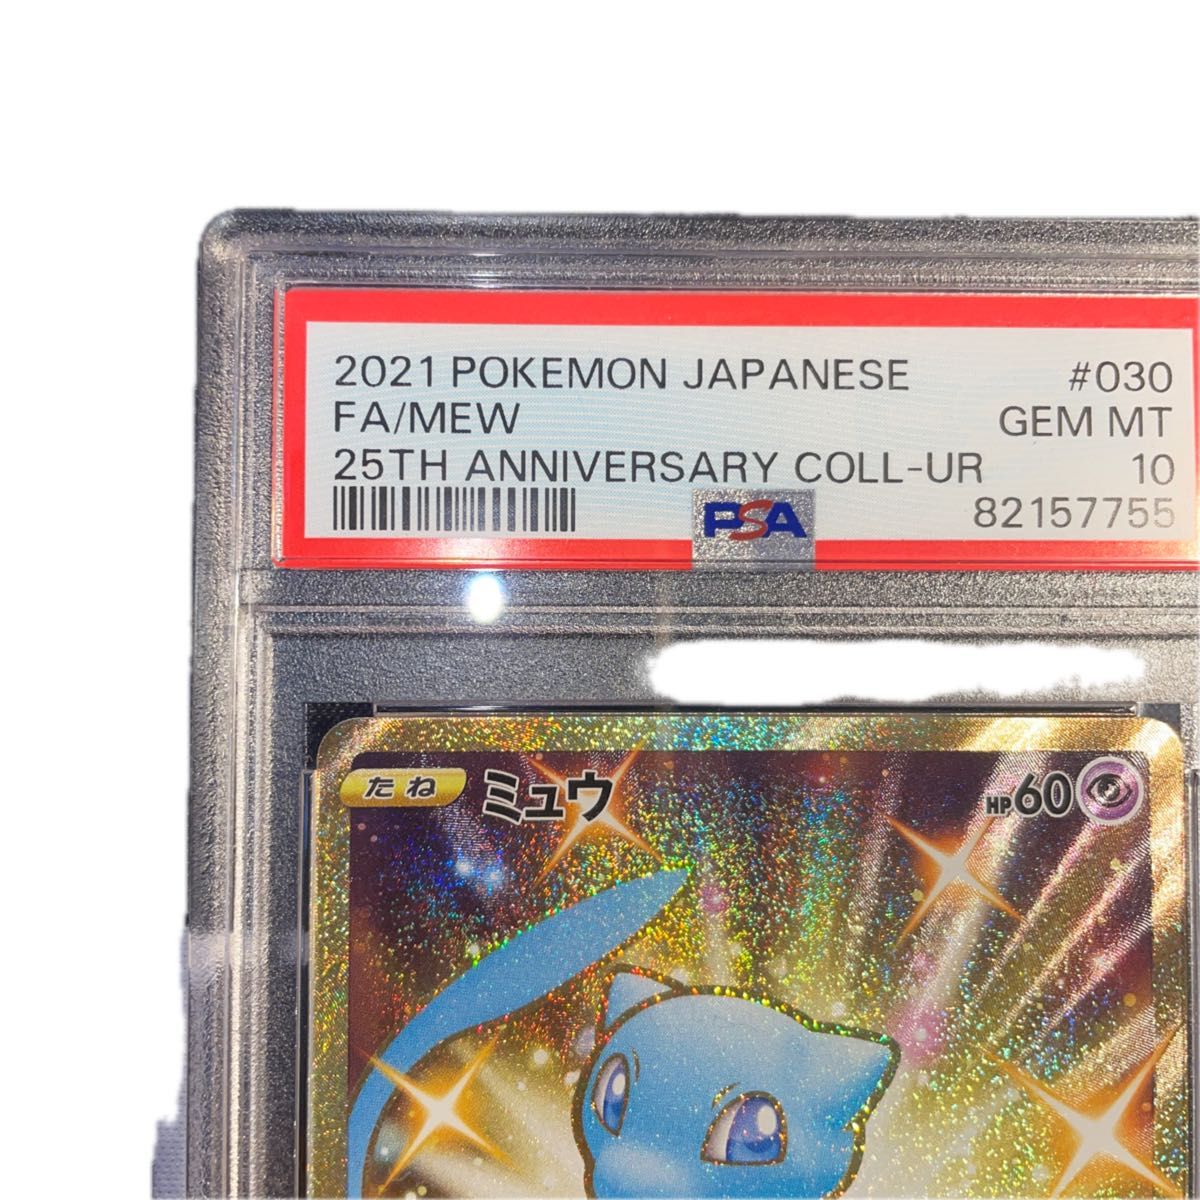 2021 POKEMON JAPANESE #030
FA/MEW GEM MT
25TH ANNIVERSARY COLL-UR 10
PSA 82157755
たね ミュウ HP60